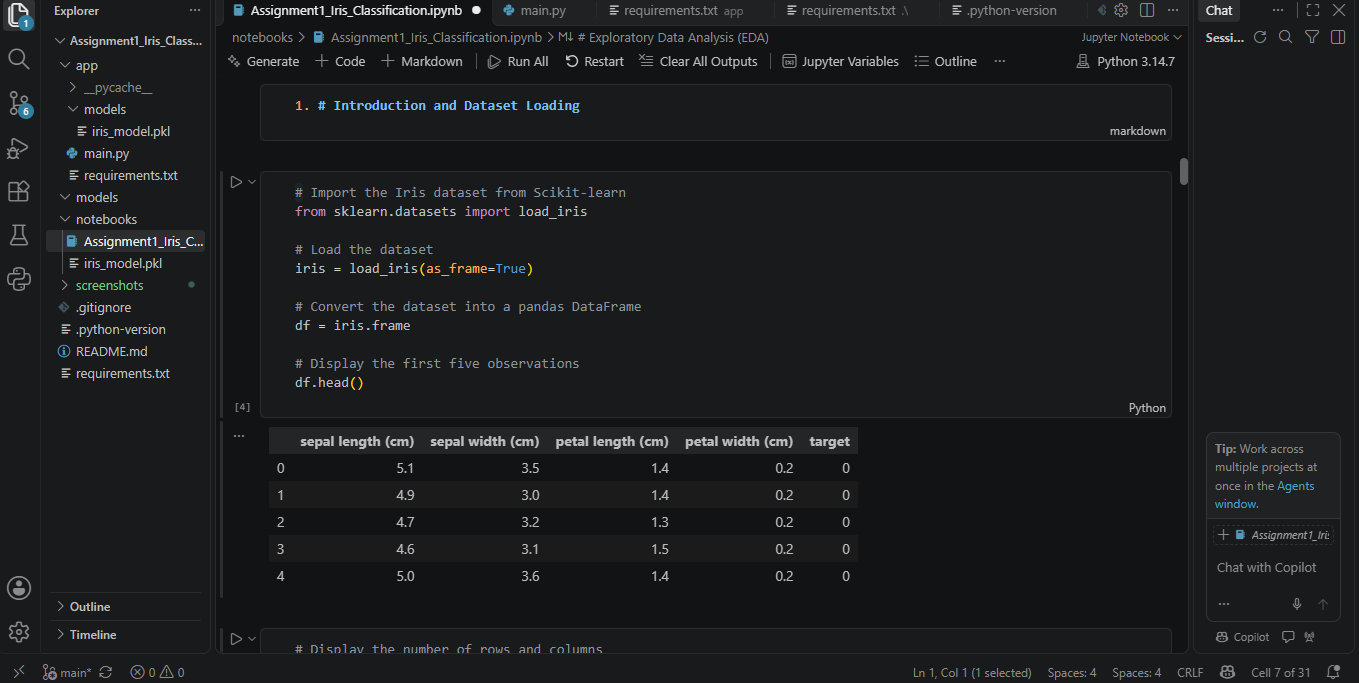 Explorer
Assignment1_Iris_Class...
app
__pycache__
models
iris_model.pkl
main.py
requirements.txt
models
notebooks
Assignment1_Iris_C...
iris_model.pkl
screenshots
.gitignore
.python-version
README.md
requirements.txt
Outline
Timeline
1
6
Assignment1_Iris_Classification.ipynb
main.py
requirements.txt app
requirements.txt .\
.python-version
notebooks > Assignment1_Iris_Classification.ipynb > M↓ # Exploratory Data Analysis (EDA)
Jupyter Notebook
Generate + Code + Markdown Run All Restart Clear All Outputs Jupyter Variables Outline ...
Python 3.14.7
1. # Introduction and Dataset Loading
markdown
# Import the Iris dataset from Scikit-learn
from sklearn.datasets import load_iris
# Load the dataset
iris = load_iris(as_frame=True)
# Convert the dataset into a pandas DataFrame
df = iris.frame
# Display the first five observations
df.head()
[4]
Python
sepal length (cm) sepal width (cm) petal length (cm) petal width (cm) target
0 5.1 3.5 1.4 0.2 0
1 4.9 3.0 1.4 0.2 0
2 4.7 3.2 1.3 0.2 0
3 4.6 3.1 1.5 0.2 0
4 5.0 3.6 1.4 0.2 0
# Display the number of rows and columns
Chat
Sessi...
Tip: Work across
multiple projects at
once in the Agents
window.
Assignment1_Iri
Chat with Copilot
Copilot
main* 0 0
Ln 1, Col 1 (1 selected) Spaces: 4 Spaces: 4 CRLF Cell 7 of 31